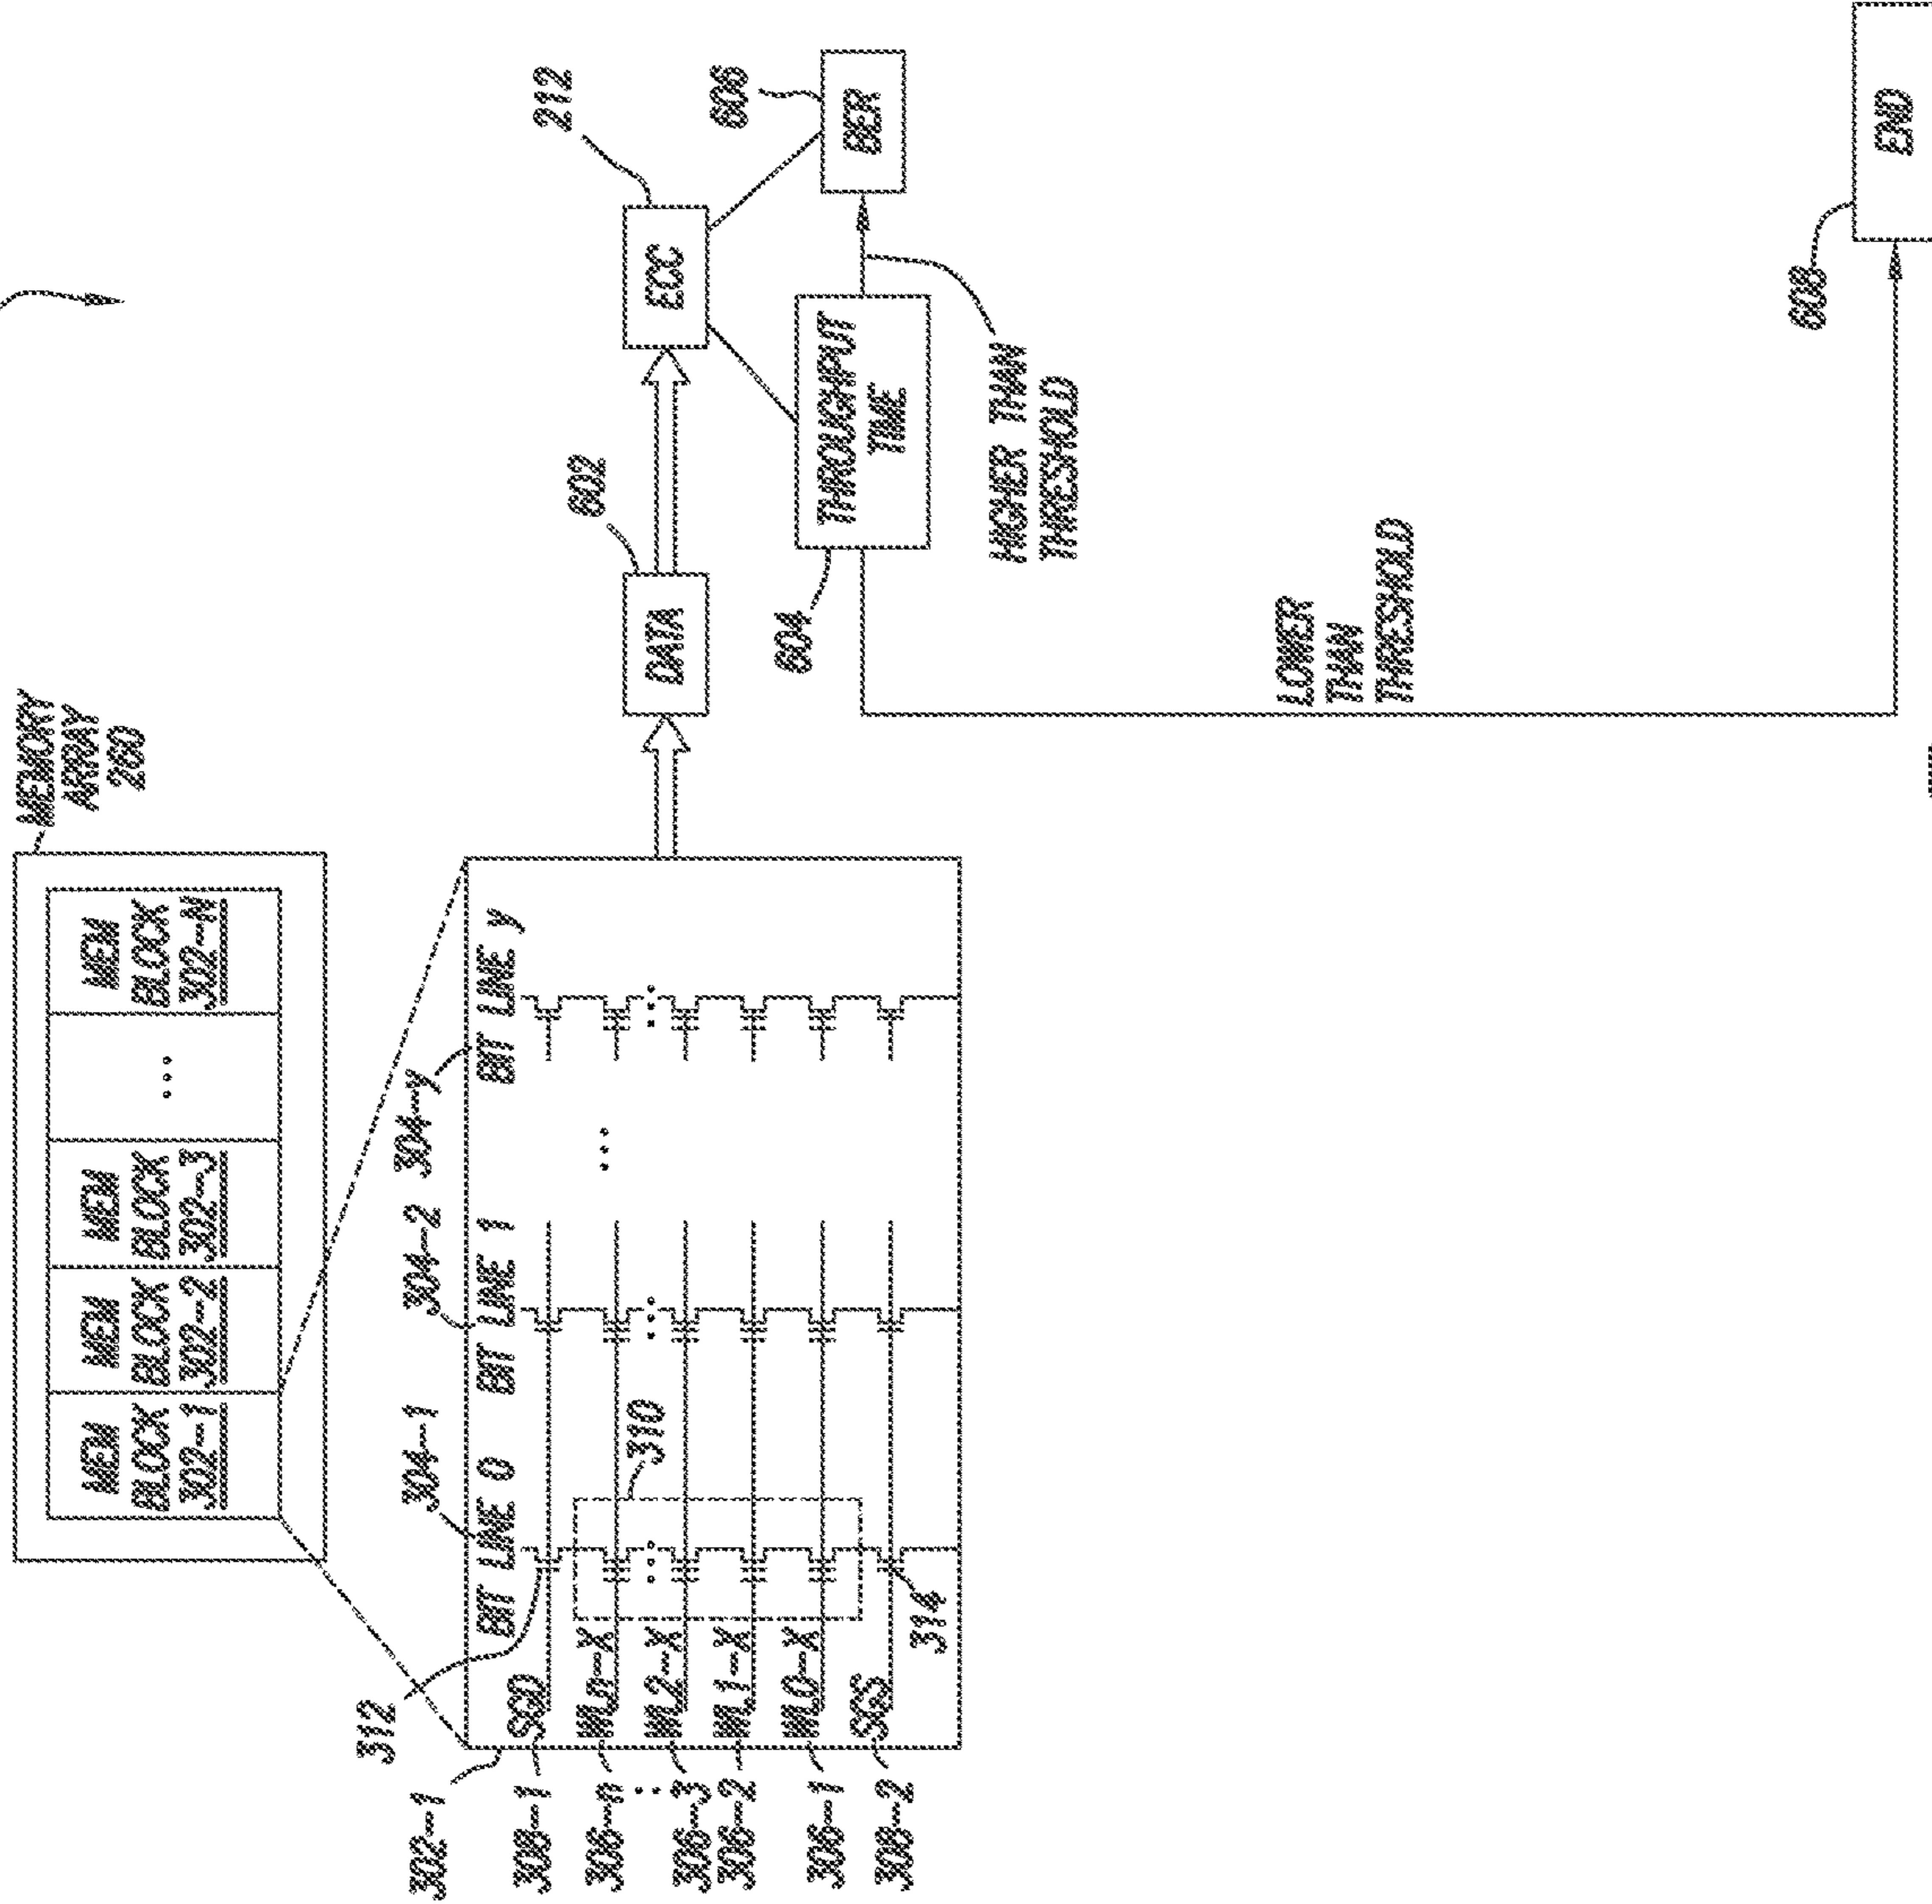 MEMORY
ARRAY
260
MEM
BLOCK
302-1
MEM
BLOCK
302-2
MEM
BLOCK
302-3
...
MEM
BLOCK
302-N
302-1
312
304-1
304-2
304-y
BIT LINE 0
BIT LINE 1
BIT LINE y
308-1
SGD
306-n
WLn-X
310
...
306-3
WL2-X
306-2
WL1-X
306-1
WL0-X
308-2
SGS
314
602
DATA
212
ECC
604
THROUGHPUT
TIME
606
BER
HIGHER THAN
THRESHOLD
LOWER
THAN
THRESHOLD
608
END